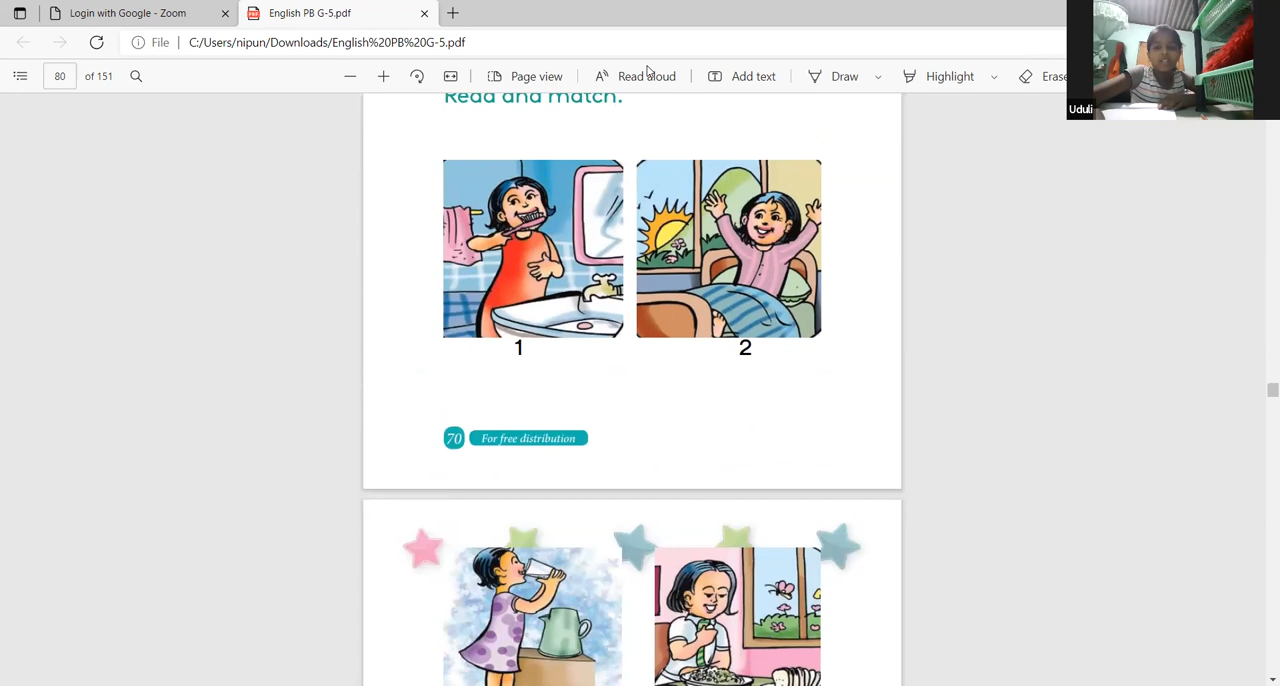 Login with Google - Zoom
English PB G-5.pdf
File
C:/Users/nipun/Downloads/English%20PB%20G-5.pdf
80 of 151
Page view
Read aloud
Add text
Draw
Highlight
Erase
Uduli
Read and match.
1
2
70 For free distribution